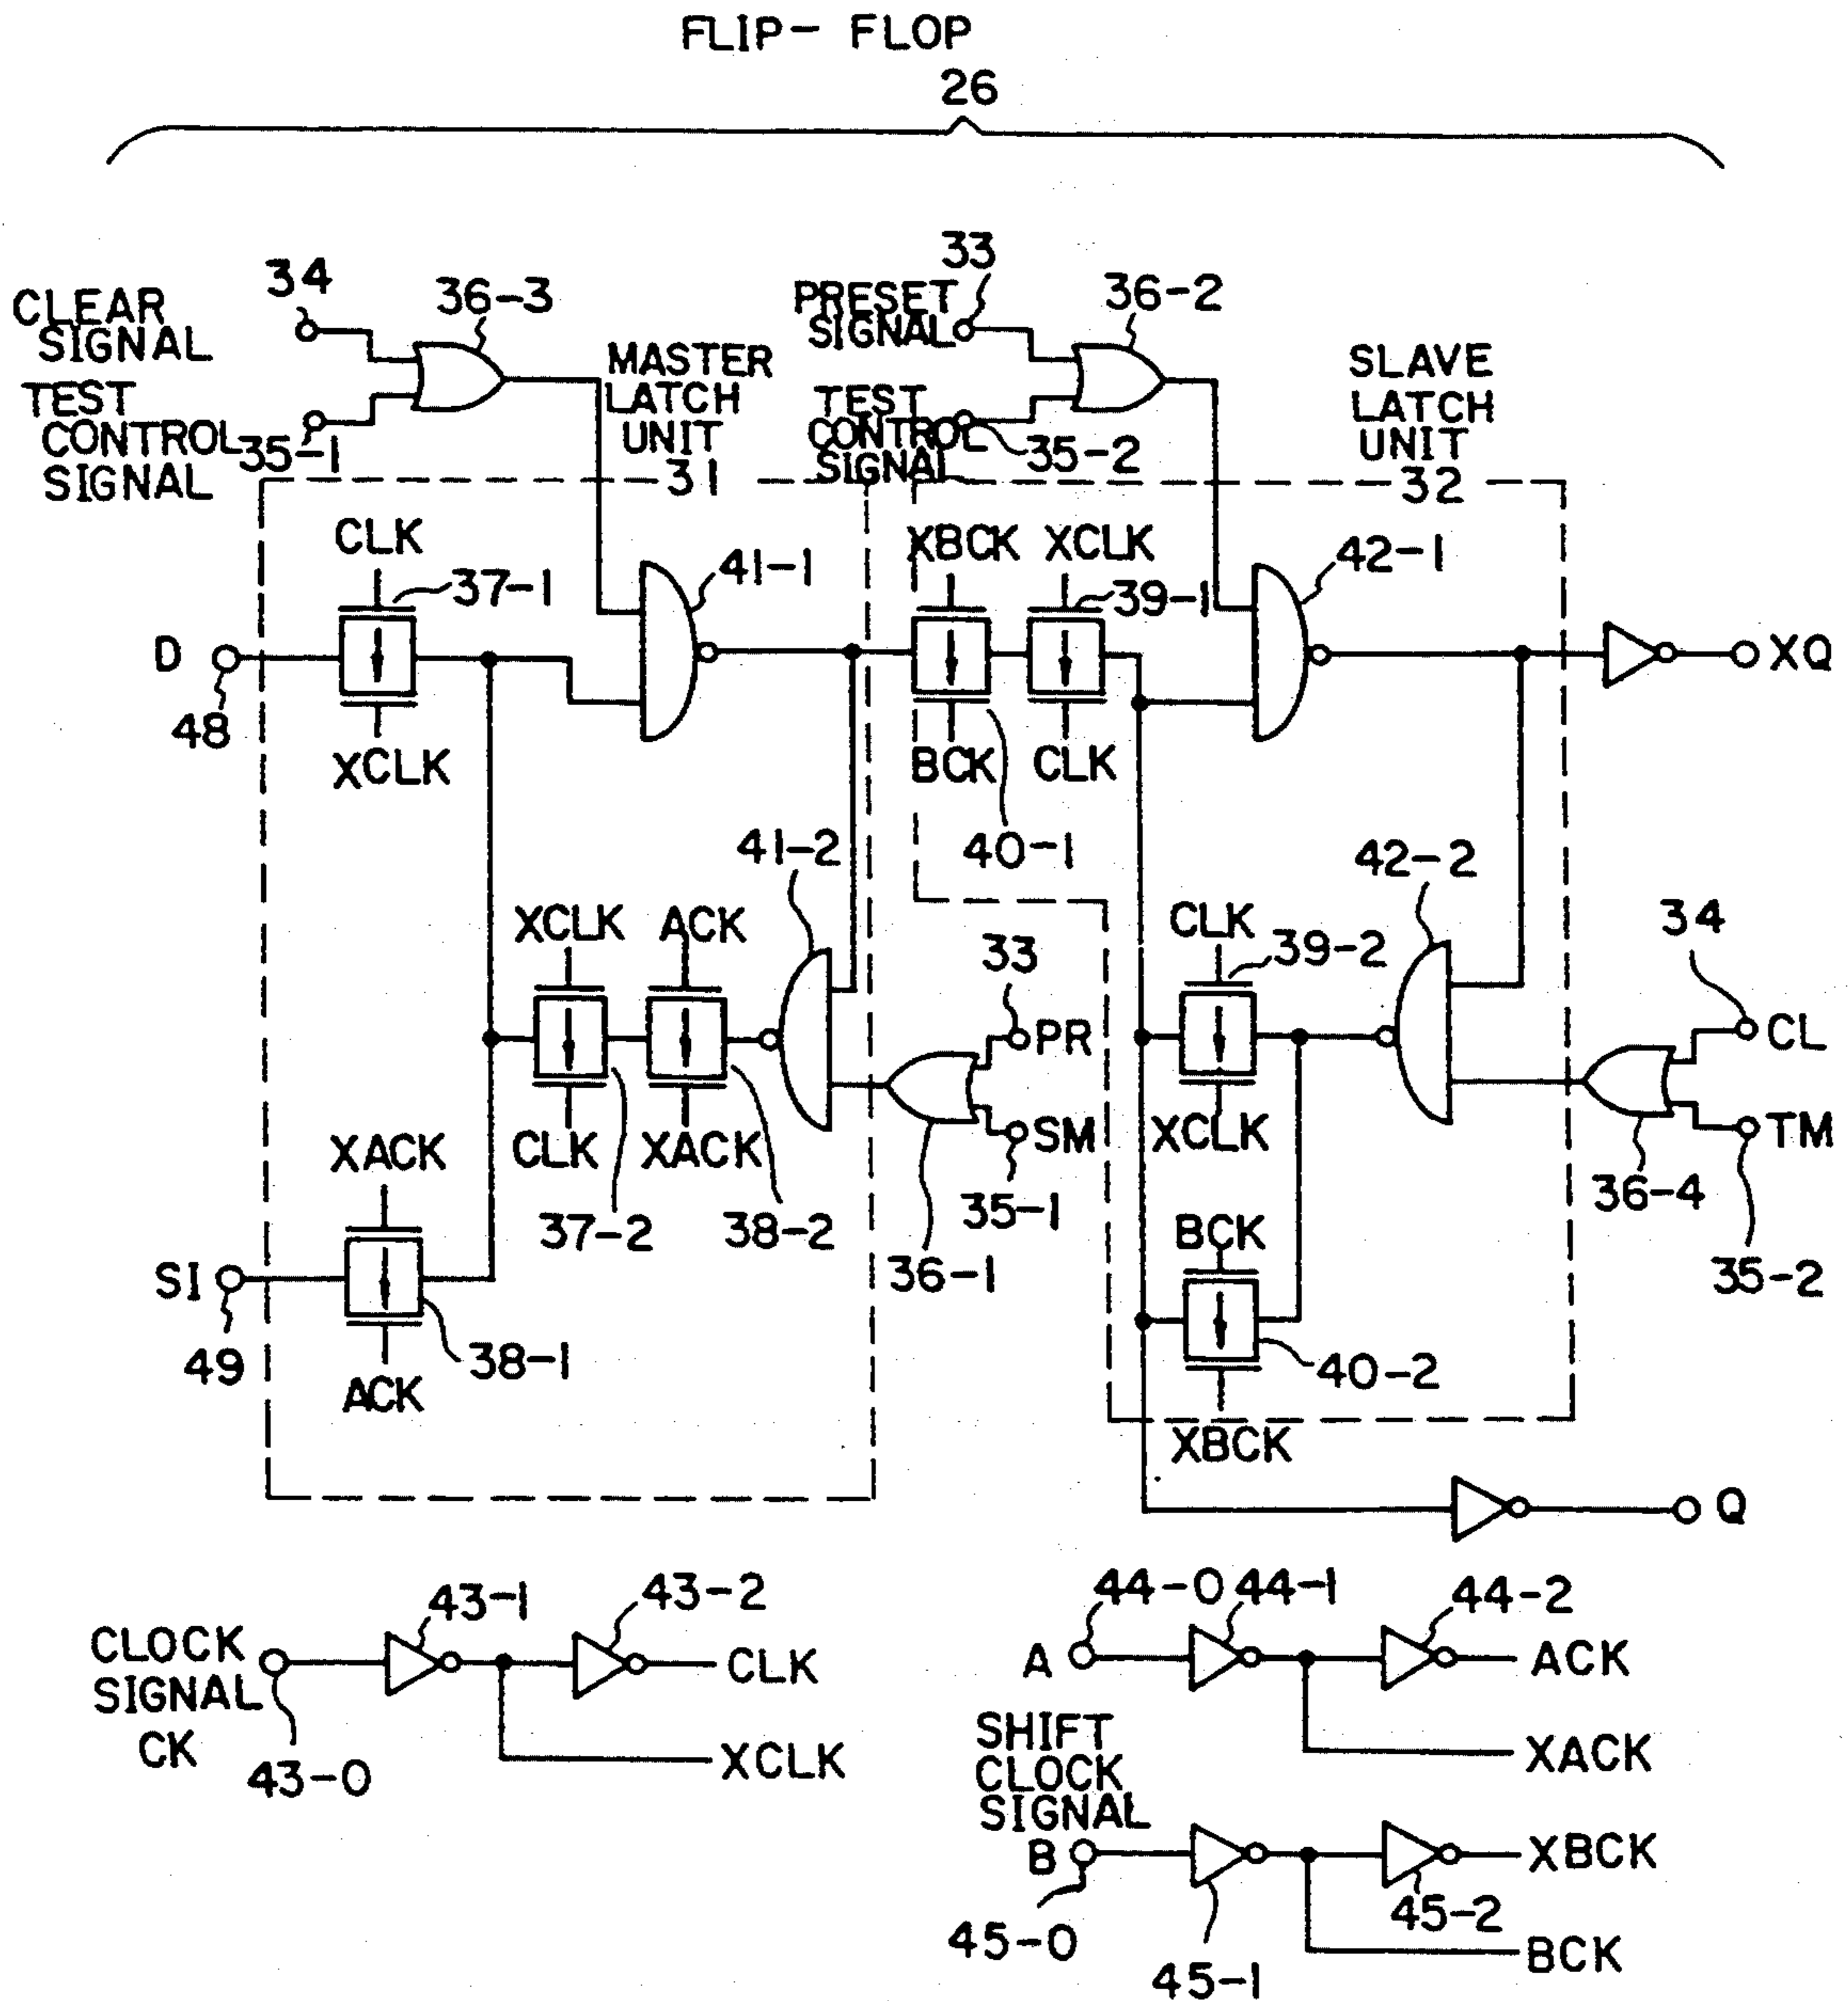 FLIP- FLOP
26
34
36-3
CLEAR
SIGNAL
TEST
CONTROL
SIGNAL
35-1
MASTER
LATCH
UNIT
31
33
PRESET
SIGNAL
36-2
TEST
CONTROL
SIGNAL
35-2
SLAVE
LATCH
UNIT
32
CLK
37-1
41-1
XBCK
XCLK
39-1
42-1
D
48
XCLK
BCK
CLK
XQ
40-1
41-2
42-2
XCLK
ACK
33
CLK
39-2
34
PR
CL
CLK
XACK
SM
XCLK
TM
XACK
37-2
38-2
36-1
35-1
36-4
35-2
BCK
SI
49
38-1
ACK
40-2
XBCK
Q
CLOCK
SIGNAL
CK
43-0
43-1
43-2
CLK
XCLK
44-0
44-1
44-2
A
ACK
XACK
SHIFT
CLOCK
SIGNAL
B
45-0
45-1
45-2
XBCK
BCK